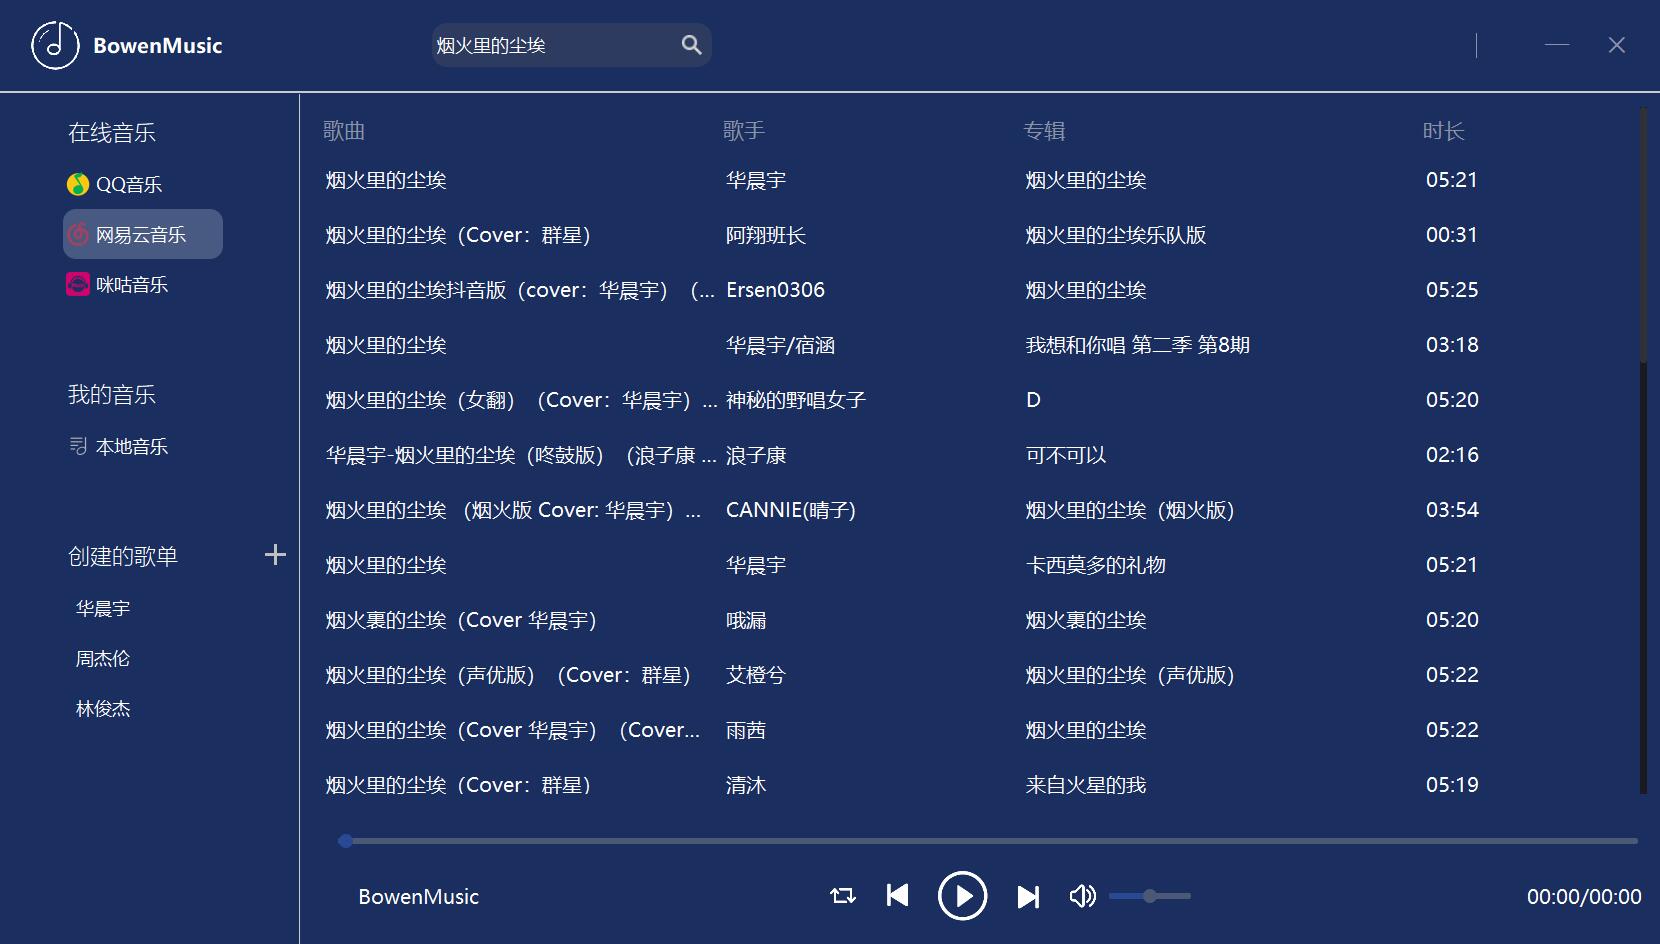 BowenMusic
烟火里的尘埃
在线音乐
QQ音乐
网易云音乐
咪咕音乐
我的音乐
本地音乐
创建的歌单
华晨宇
周杰伦
林俊杰
歌曲 歌手 专辑 时长
烟火里的尘埃 华晨宇 烟火里的尘埃 05:21
烟火里的尘埃（Cover：群星） 阿翔班长 烟火里的尘埃乐队版 00:31
烟火里的尘埃抖音版（cover：华晨宇）（... Ersen0306 烟火里的尘埃 05:25
烟火里的尘埃 华晨宇/宿涵 我想和你唱 第二季 第8期 03:18
烟火里的尘埃（女翻）（Cover：华晨宇）... 神秘的野唱女子 D 05:20
华晨宇-烟火里的尘埃（咚鼓版）（浪子康 ... 浪子康 可不可以 02:16
烟火里的尘埃 （烟火版 Cover: 华晨宇）... CANNIE(晴子) 烟火里的尘埃（烟火版） 03:54
烟火里的尘埃 华晨宇 卡西莫多的礼物 05:21
烟火裏的尘埃（Cover 华晨宇） 哦漏 烟火裏的尘埃 05:20
烟火里的尘埃（声优版）（Cover：群星） 艾橙兮 烟火里的尘埃（声优版） 05:22
烟火里的尘埃（Cover 华晨宇）（Cover... 雨茜 烟火里的尘埃 05:22
烟火里的尘埃（Cover：群星） 清沐 来自火星的我 05:19
BowenMusic 00:00/00:00